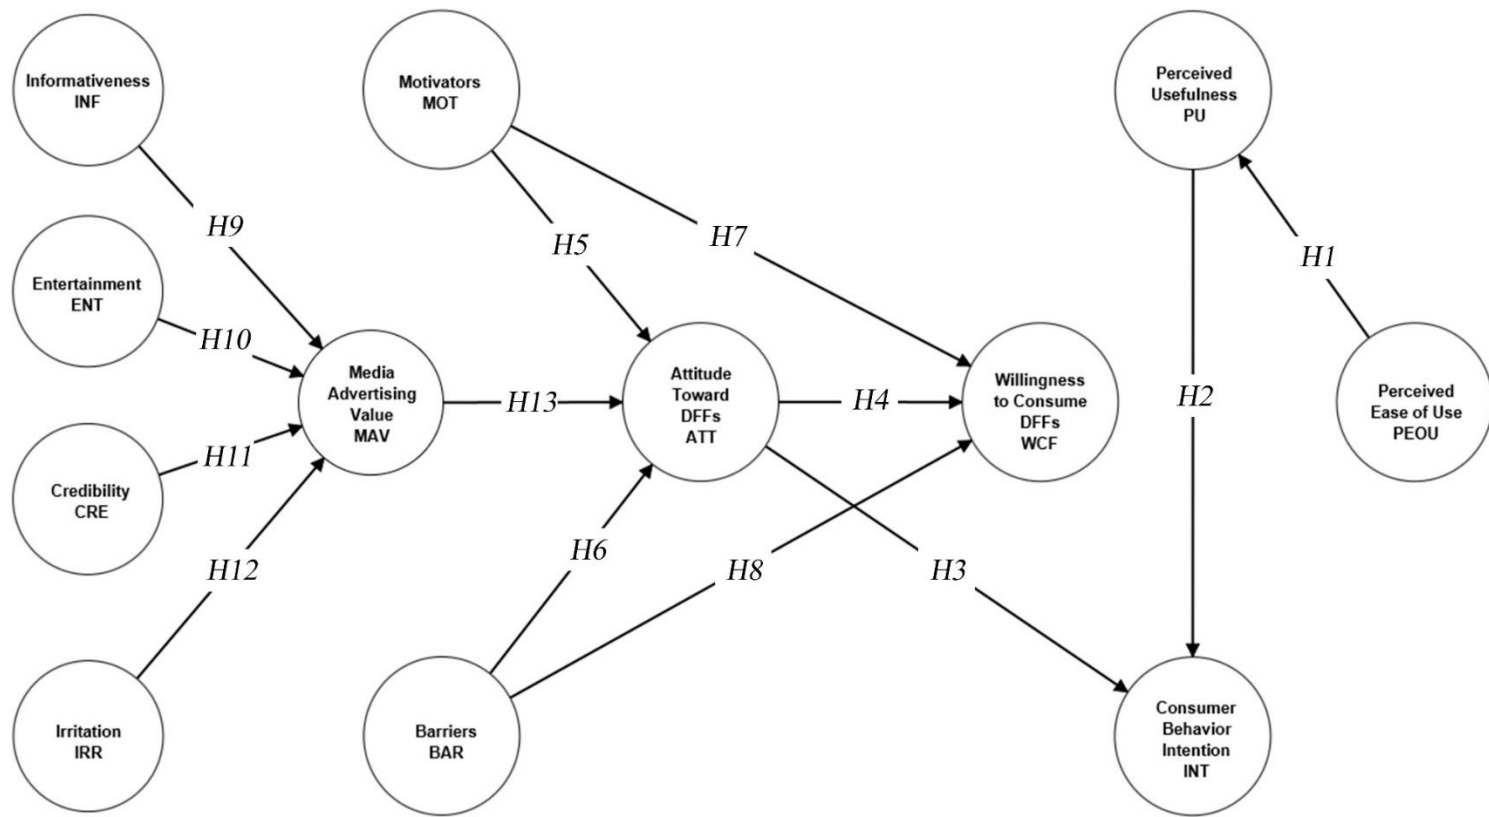 Informativeness
INF
Motivators
MOT
Perceived
Usefulness
PU
H9
H5
H7
H1
Entertainment
ENT
H10
Media
Advertising
Value
MAV
H13
Attitude
Toward
DFFs
ATT
H4
Willingness
to Consume
DFFs
WCF
H2
Perceived
Ease of Use
PEOU
H11
Credibility
CRE
H12
H6
H8
H3
Irritation
IRR
Barriers
BAR
Consumer
Behavior
Intention
INT